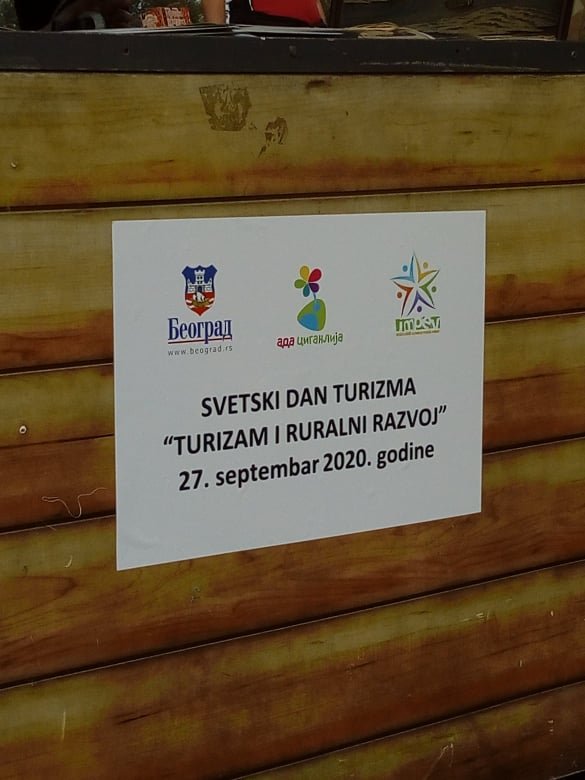 Београд
www.beograd.rs
ада циганлија
SVETSKI DAN TURIZMA
“TURIZAM I RURALNI RAZVOJ”
27. septembar 2020. godine